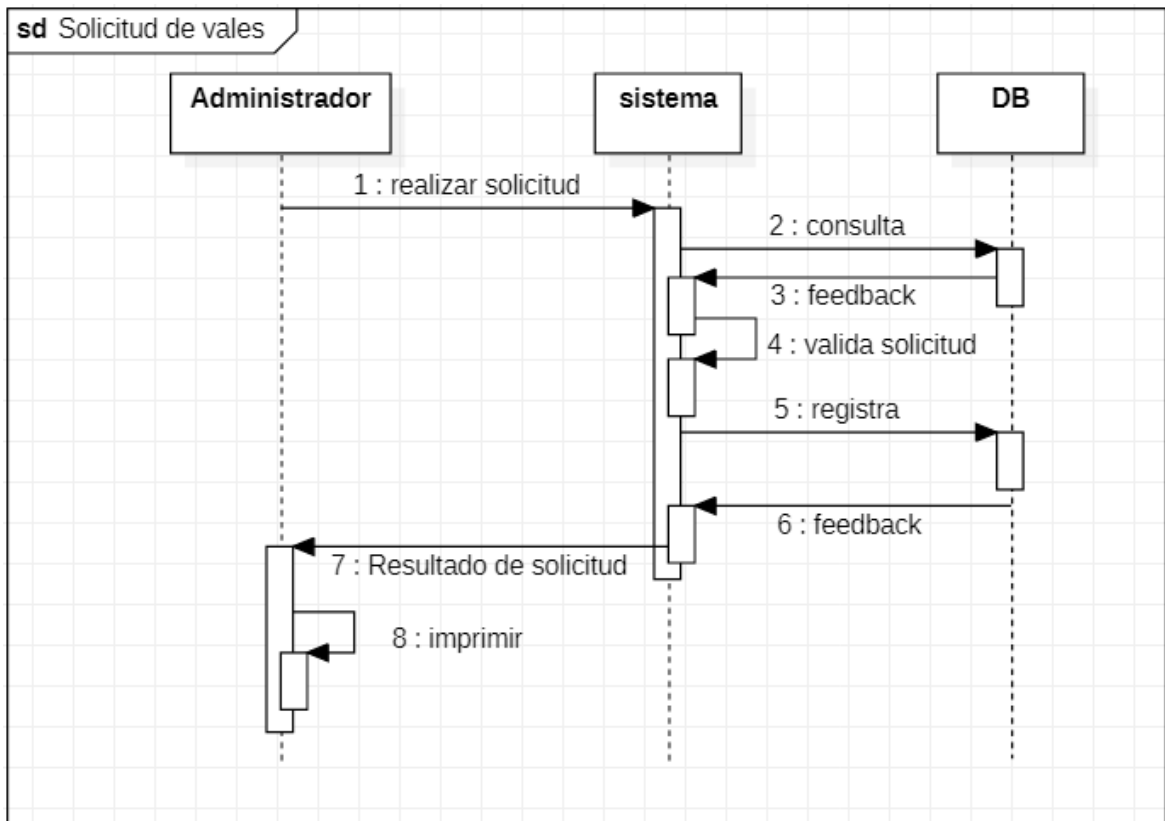 sd Solicitud de vales
Administrador
sistema
DB
1 : realizar solicitud
2 : consulta
3 : feedback
4 : valida solicitud
5 : registra
6 : feedback
7 : Resultado de solicitud
8 : imprimir